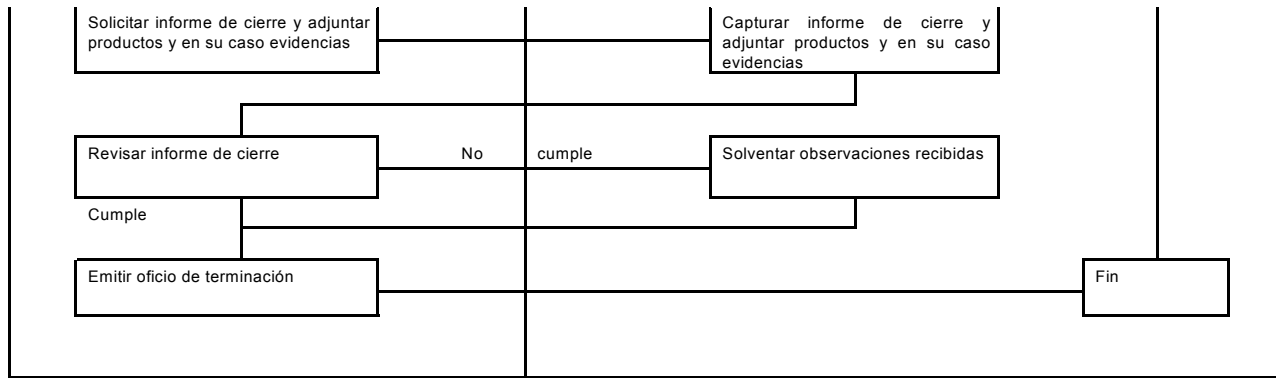 Solicitar informe de cierre y adjuntar
productos y en su caso evidencias
Capturar informe de cierre y
adjuntar productos y en su caso
evidencias
Revisar informe de cierre
No cumple
Solventar observaciones recibidas
Cumple
Emitir oficio de terminación
Fin